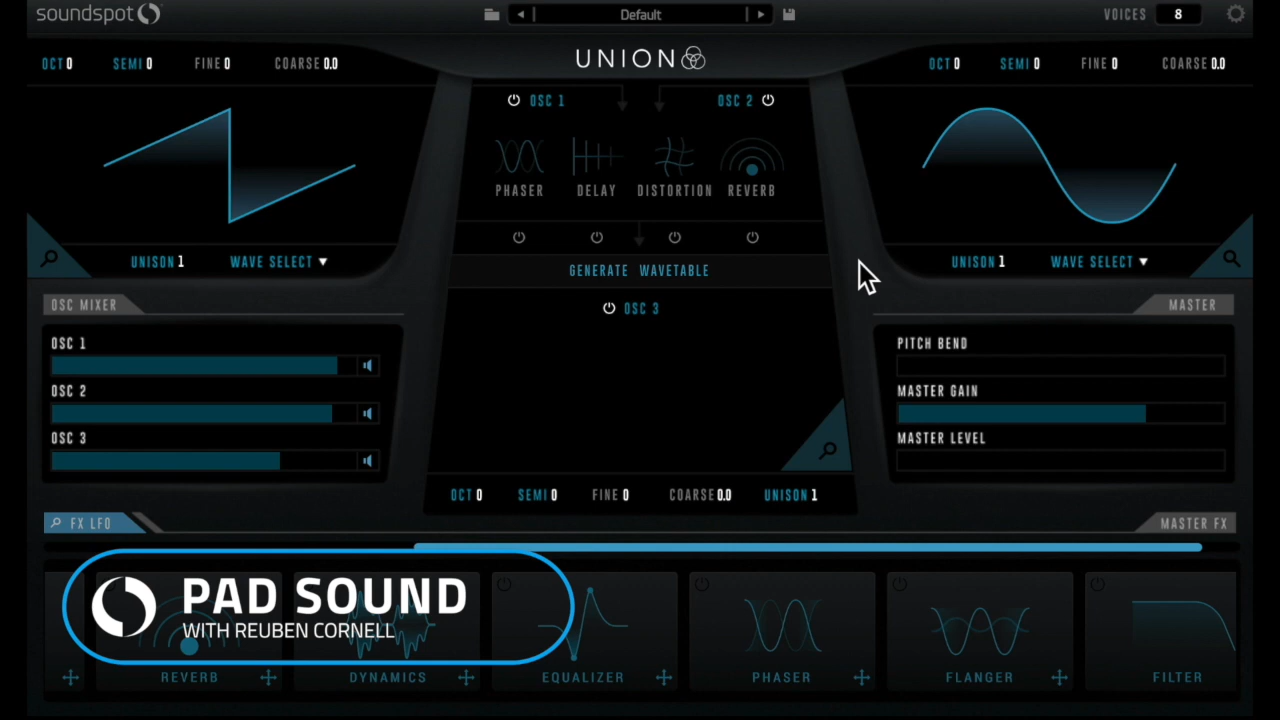 soundspot
Default
VOICES 8
UNION
OCT 0 SEMI 0 FINE 0 COARSE 0.0
OCT 0 SEMI 0 FINE 0 COARSE 0.0
OSC 1 OSC 2
PHASER DELAY DISTORTION REVERB
UNISON 1 WAVE SELECT
UNISON 1 WAVE SELECT
GENERATE WAVETABLE
OSC 3
OSC MIXER
OSC 1
OSC 2
OSC 3
MASTER
PITCH BEND
MASTER GAIN
MASTER LEVEL
OCT 0 SEMI 0 FINE 0 COARSE 0.0 UNISON 1
FX LFO
MASTER FX
PAD SOUND
WITH REUBEN CORNELL
REVERB DYNAMICS EQUALIZER PHASER FLANGER FILTER